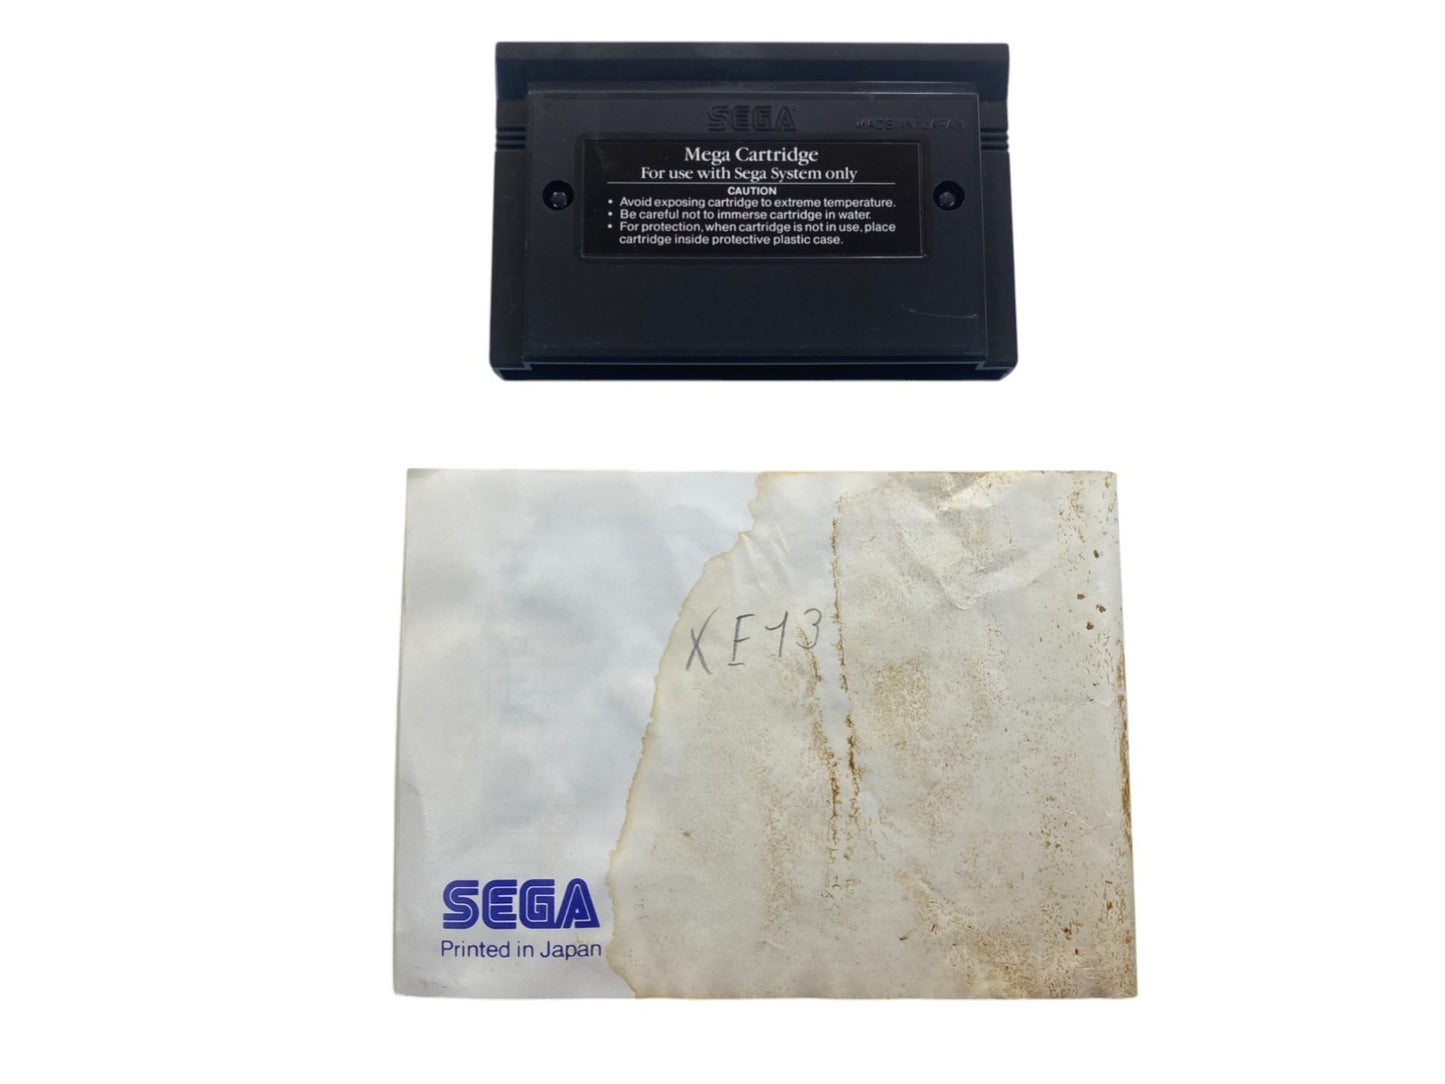 SEGA
MADE IN JAPAN
Mega Cartridge
For use with Sega System only
CAUTION
• Avoid exposing cartridge to extreme temperature.
• Be careful not to immerse cartridge in water.
• For protection, when cartridge is not in use, place
cartridge inside protective plastic case.
XE13
SEGA
Printed in Japan